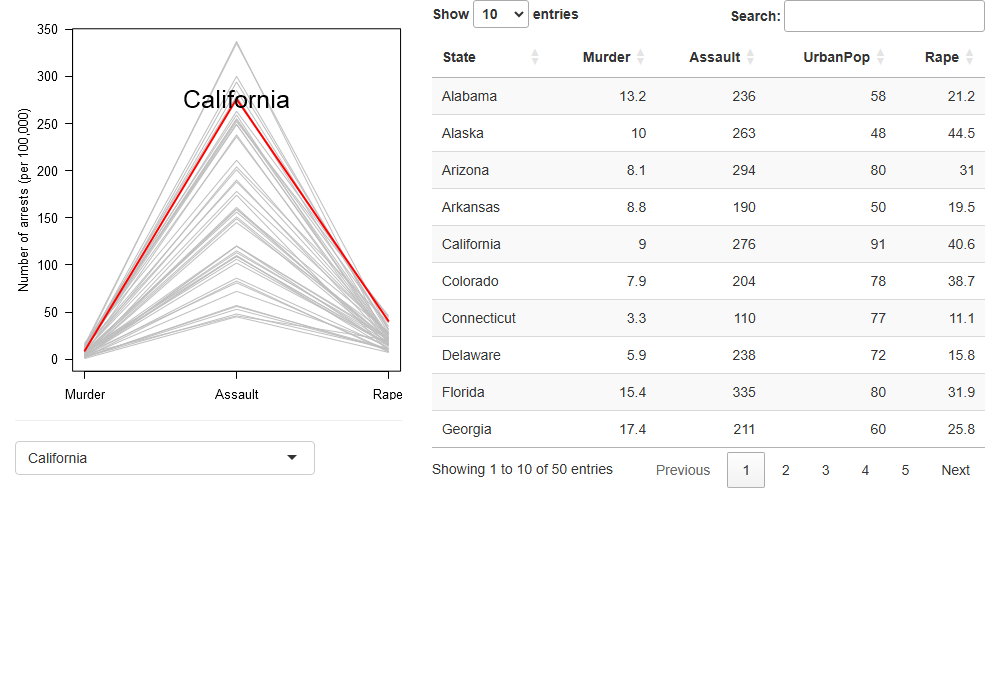 350
300
250
200
150
100
50
0
Number of arrests (per 100,000)
California
Murder Assault Rape
California
Show 10 entries
Search:
State Murder Assault UrbanPop Rape
Alabama 13.2 236 58 21.2
Alaska 10 263 48 44.5
Arizona 8.1 294 80 31
Arkansas 8.8 190 50 19.5
California 9 276 91 40.6
Colorado 7.9 204 78 38.7
Connecticut 3.3 110 77 11.1
Delaware 5.9 238 72 15.8
Florida 15.4 335 80 31.9
Georgia 17.4 211 60 25.8
Showing 1 to 10 of 50 entries
Previous 1 2 3 4 5 Next